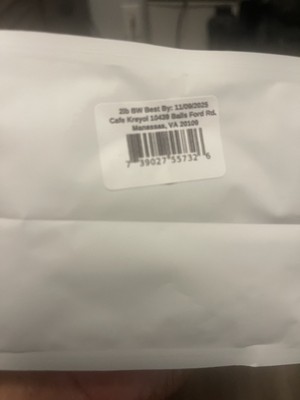 2lb BW Best By: 11/09/2025
Cafe Kreyol 10438 Balls Ford Rd.
Manassas, VA 20109
7 39027 55732 6